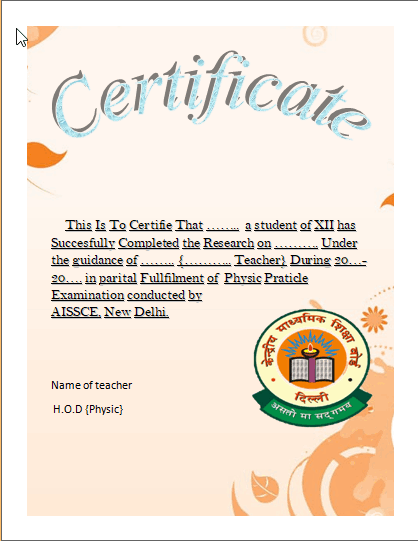 Certificate
This Is To Certifie That …….. a student of XII has
Succesfully Completed the Research on ………. Under
the guidance of ……. {……….. Teacher} During 20…-
20…. in parital Fullfilment of Physic Praticle
Examination conducted by
AISSCE, New Delhi.
केन्द्रीय माध्यमिक शिक्षा बोर्ड
दिल्ली
असतो मा सद्गमय
Name of teacher
H.O.D {Physic}